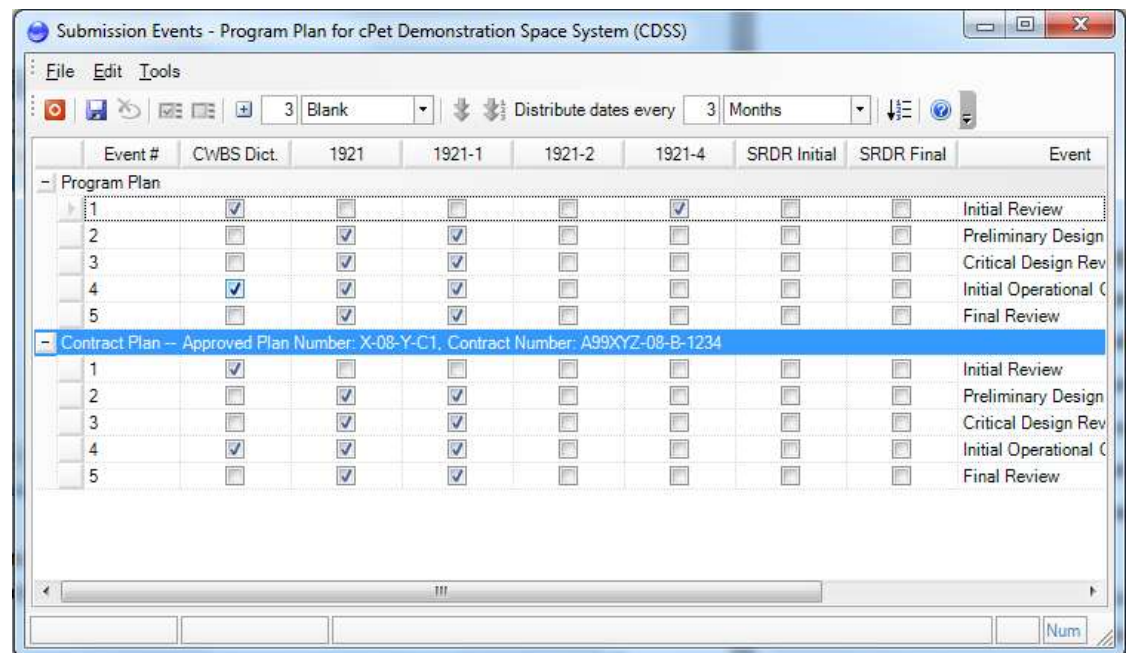 Submission Events - Program Plan for cPet Demonstration Space System (CDSS)
File Edit Tools
3 Blank Distribute dates every 3 Months
Event # CWBS Dict. 1921 1921-1 1921-2 1921-4 SRDR Initial SRDR Final Event
Program Plan
1 Initial Review
2 Preliminary Design
3 Critical Design Rev
4 Initial Operational
5 Final Review
Contract Plan -- Approved Plan Number: X-08-Y-C1, Contract Number: A99XYZ-08-B-1234
1 Initial Review
2 Preliminary Design
3 Critical Design Rev
4 Initial Operational
5 Final Review
Num